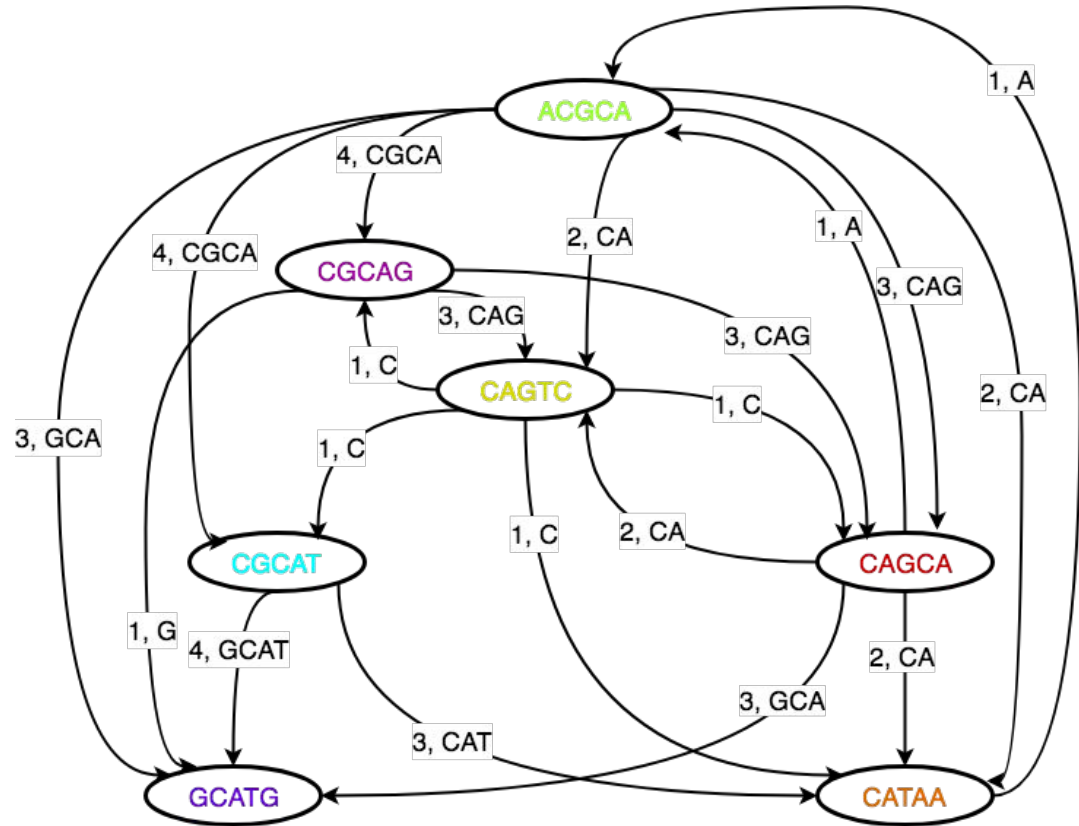 1, A
ACGCA
4, CGCA
2, CA
1, A
4, CGCA
CGCAG
3, CAG
3, CAG
3, CAG
1, C
CAGTC
2, CA
1, C
3, GCA
1, C
1, C
2, CA
CGCAT
CAGCA
1, G
4, GCAT
2, CA
3, GCA
3, CAT
GCATG
CATAA